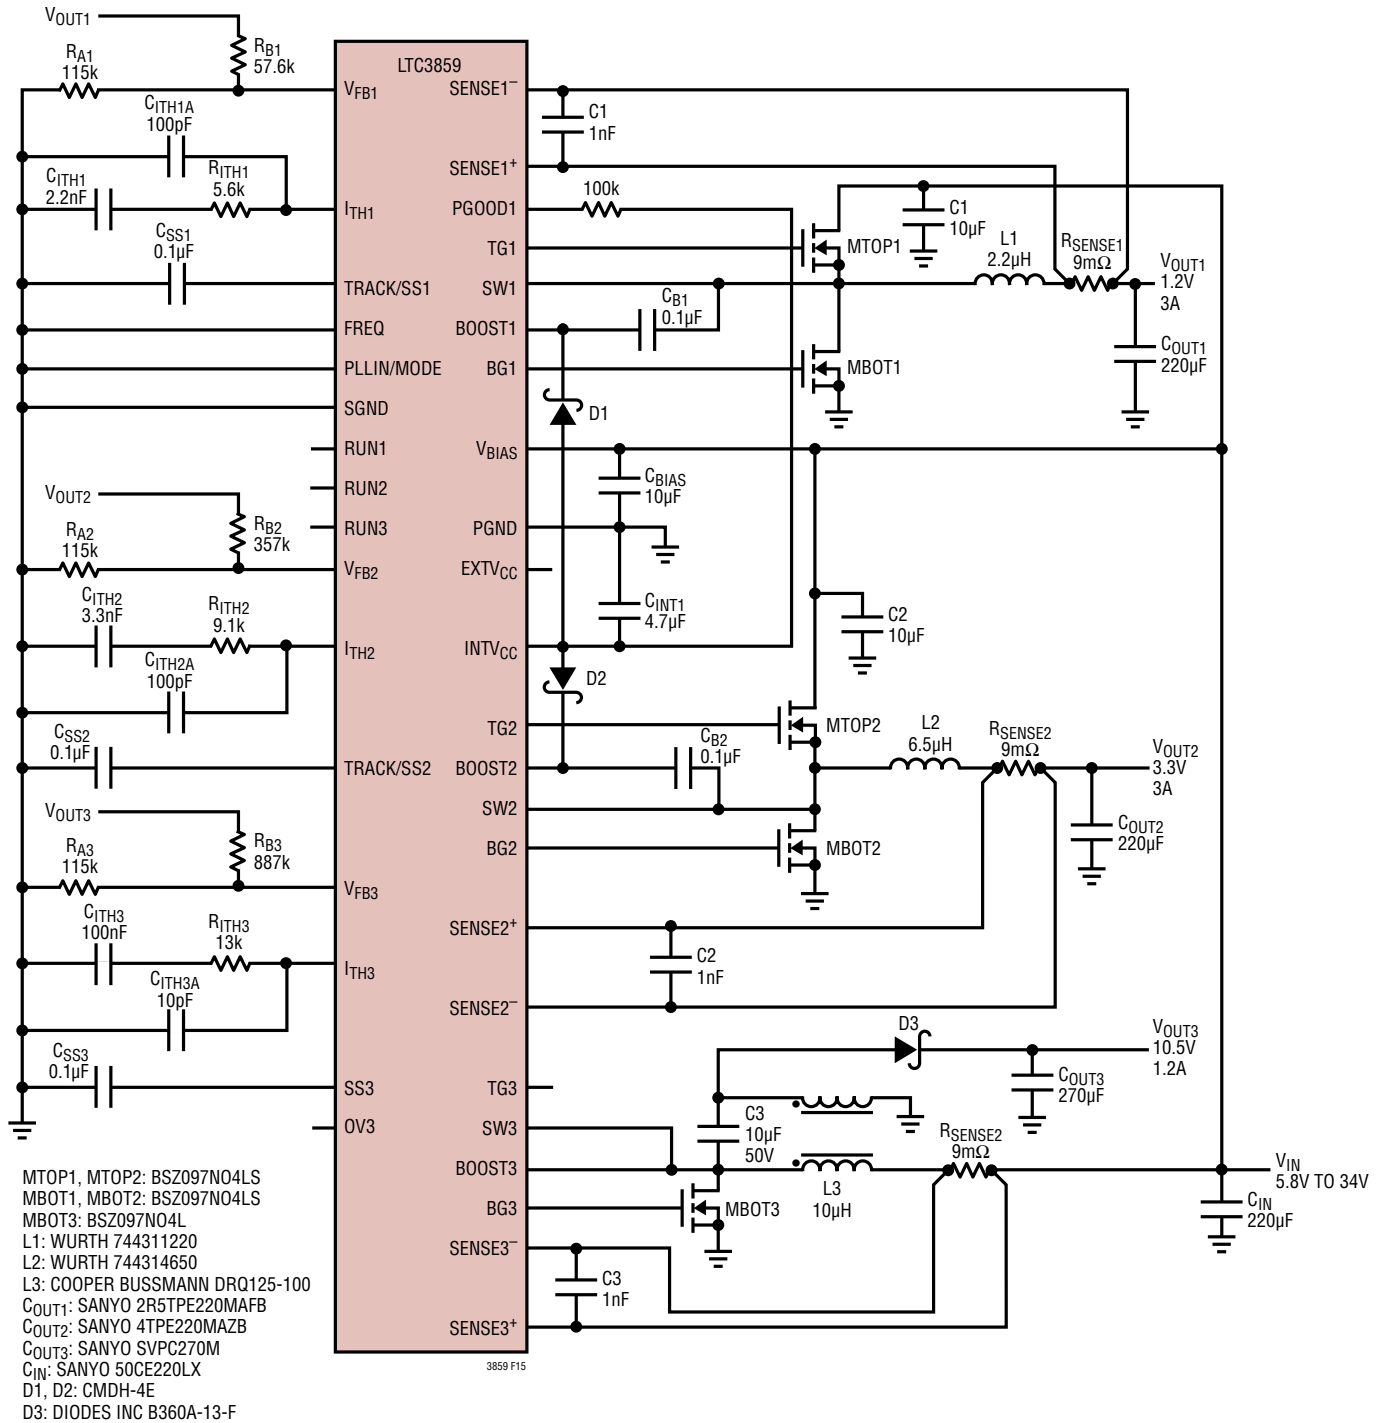 VOUT1
RA1
115k
RB1
57.6k
CITH1A
100pF
CITH1
2.2nF
RITH1
5.6k
CSS1
0.1µF
VOUT2
RA2
115k
RB2
357k
CITH2
3.3nF
RITH2
9.1k
CITH2A
100pF
CSS2
0.1µF
VOUT3
RA3
115k
RB3
887k
CITH3
100nF
RITH3
13k
CITH3A
10pF
CSS3
0.1µF
LTC3859
VFB1
ITH1
TRACK/SS1
FREQ
PLLIN/MODE
SGND
RUN1
RUN2
RUN3
VFB2
ITH2
TRACK/SS2
VFB3
ITH3
SS3
OV3
SENSE1–
SENSE1+
PGOOD1
TG1
SW1
BOOST1
BG1
VBIAS
PGND
EXTVCC
INTVCC
TG2
BOOST2
SW2
BG2
SENSE2+
SENSE2–
TG3
SW3
BOOST3
BG3
SENSE3–
SENSE3+
C1
1nF
100k
MTOP1
C1
10µF
L1
2.2µH
RSENSE1
9mΩ
VOUT1
1.2V
3A
CB1
0.1µF
MBOT1
COUT1
220µF
D1
CBIAS
10µF
CINT1
4.7µF
C2
10µF
D2
MTOP2
L2
6.5µH
RSENSE2
9mΩ
VOUT2
3.3V
3A
CB2
0.1µF
MBOT2
COUT2
220µF
C2
1nF
D3
VOUT3
10.5V
1.2A
COUT3
270µF
C3
10µF
50V
RSENSE2
9mΩ
VIN
5.8V TO 34V
MBOT3
L3
10µH
CIN
220µF
C3
1nF
3859 F15
MTOP1, MTOP2: BSZ097NO4LS
MBOT1, MBOT2: BSZ097NO4LS
MBOT3: BSZ097NO4L
L1: WURTH 744311220
L2: WURTH 744314650
L3: COOPER BUSSMANN DRQ125-100
COUT1: SANYO 2R5TPE220MAFB
COUT2: SANYO 4TPE220MAZB
COUT3: SANYO SVPC270M
CIN: SANYO 50CE220LX
D1, D2: CMDH-4E
D3: DIODES INC B360A-13-F